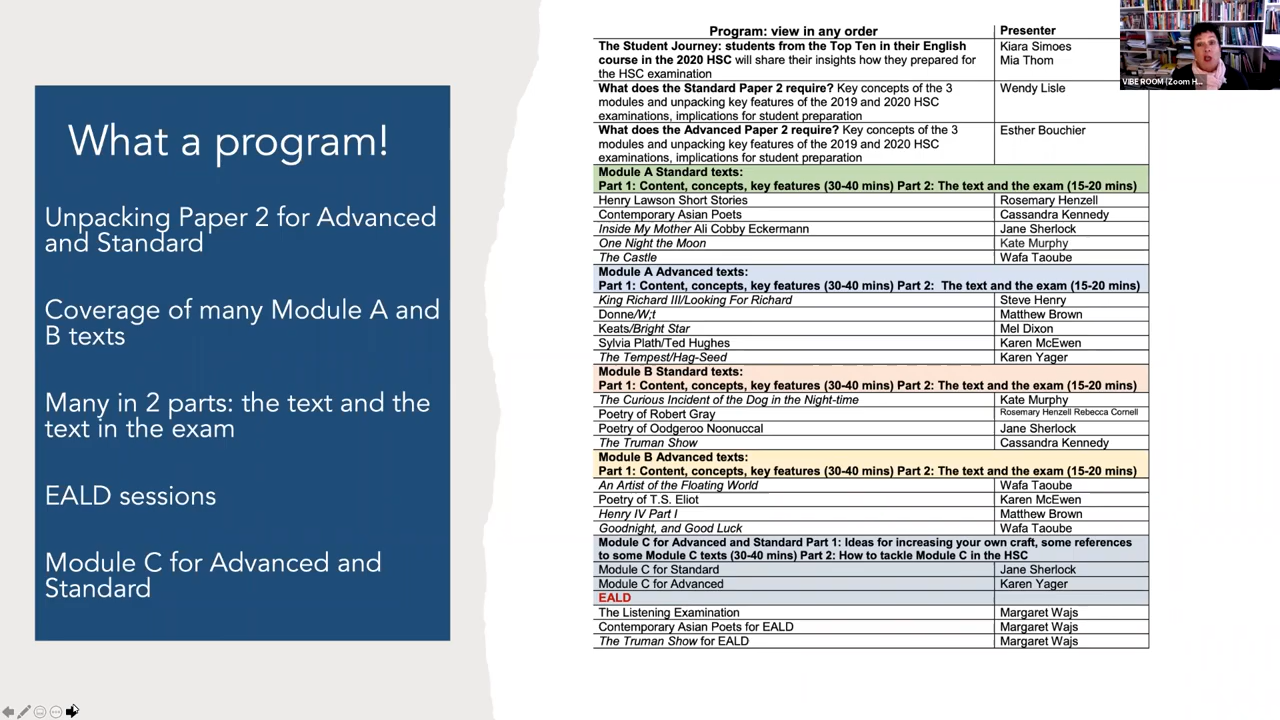 What a program!
Unpacking Paper 2 for Advanced
and Standard
Coverage of many Module A and
B texts
Many in 2 parts: the text and the
text in the exam
EALD sessions
Module C for Advanced and
Standard
Program: view in any order Presenter
The Student Journey: students from the Top Ten in their English Kiara Simoes
course in the 2020 HSC will share their insights how they prepared for Mia Thom
the HSC examination
What does the Standard Paper 2 require? Key concepts of the 3 Wendy Lisle
modules and unpacking key features of the 2019 and 2020 HSC
examinations, implications for student preparation
What does the Advanced Paper 2 require? Key concepts of the 3 Esther Bouchier
modules and unpacking key features of the 2019 and 2020 HSC
examinations, implications for student preparation
Module A Standard texts:
Part 1: Content, concepts, key features (30-40 mins) Part 2: The text and the exam (15-20 mins)
Henry Lawson Short Stories Rosemary Henzell
Contemporary Asian Poets Cassandra Kennedy
Inside My Mother Ali Cobby Eckermann Jane Sherlock
One Night the Moon Kate Murphy
The Castle Wafa Taoube
Module A Advanced texts:
Part 1: Content, concepts, key features (30-40 mins) Part 2: The text and the exam (15-20 mins)
King Richard III/Looking For Richard Steve Henry
Donne/W;t Matthew Brown
Keats/Bright Star Mel Dixon
Sylvia Plath/Ted Hughes Karen McEwen
The Tempest/Hag-Seed Karen Yager
Module B Standard texts:
Part 1: Content, concepts, key features (30-40 mins) Part 2: The text and the exam (15-20 mins)
The Curious Incident of the Dog in the Night-time Kate Murphy
Poetry of Robert Gray Rosemary Henzell Rebecca Cornell
Poetry of Oodgeroo Noonuccal Jane Sherlock
The Truman Show Cassandra Kennedy
Module B Advanced texts:
Part 1: Content, concepts, key features (30-40 mins) Part 2: The text and the exam (15-20 mins)
An Artist of the Floating World Wafa Taoube
Poetry of T.S. Eliot Karen McEwen
Henry IV Part I Matthew Brown
Goodnight, and Good Luck Wafa Taoube
Module C for Advanced and Standard Part 1: Ideas for increasing your own craft, some references
to some Module C texts (30-40 mins) Part 2: How to tackle Module C in the HSC
Module C for Standard Jane Sherlock
Module C for Advanced Karen Yager
EALD
The Listening Examination Margaret Wajs
Contemporary Asian Poets for EALD Margaret Wajs
The Truman Show for EALD Margaret Wajs
VIBE ROOM (Zoom H...